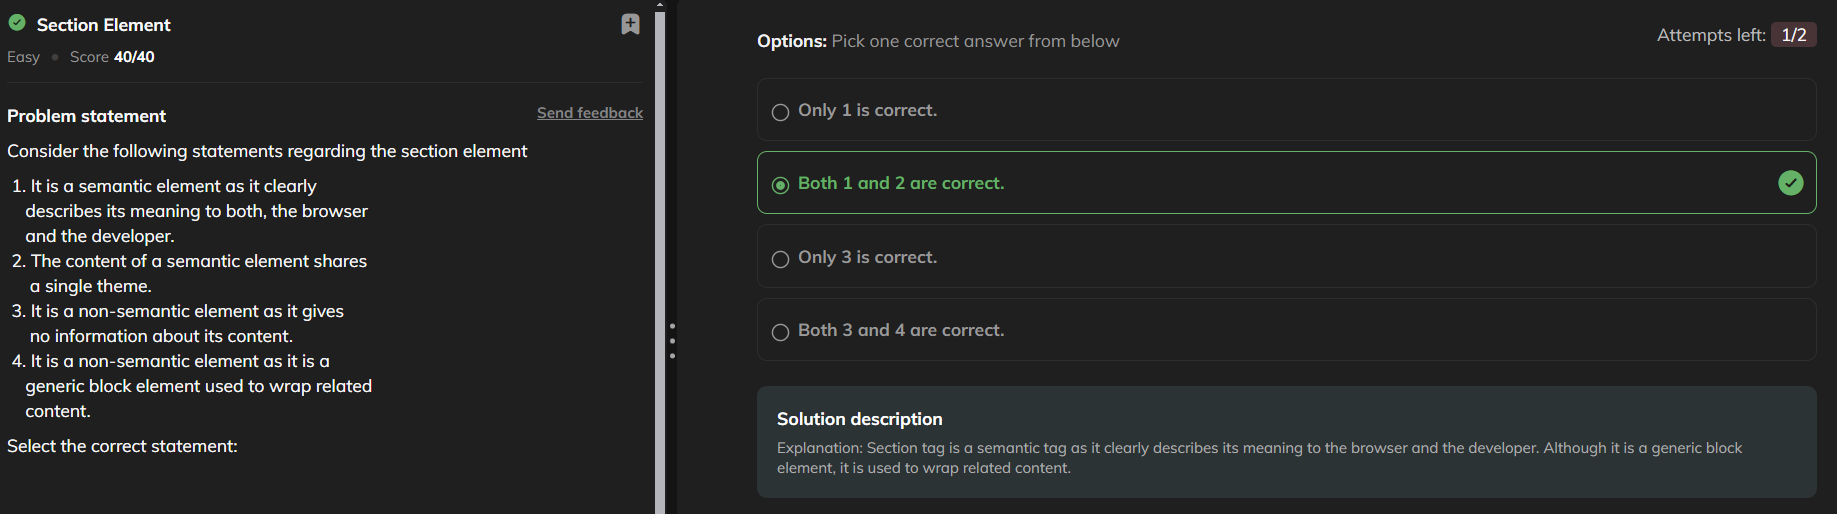 Section Element
Easy • Score 40/40
Problem statement
Send feedback
Consider the following statements regarding the section element
1. It is a semantic element as it clearly
describes its meaning to both, the browser
and the developer.
2. The content of a semantic element shares
a single theme.
3. It is a non-semantic element as it gives
no information about its content.
4. It is a non-semantic element as it is a
generic block element used to wrap related
content.
Select the correct statement:
Options: Pick one correct answer from below
Attempts left: 1/2
Only 1 is correct.
Both 1 and 2 are correct.
Only 3 is correct.
Both 3 and 4 are correct.
Solution description
Explanation: Section tag is a semantic tag as it clearly describes its meaning to the browser and the developer. Although it is a generic block
element, it is used to wrap related content.